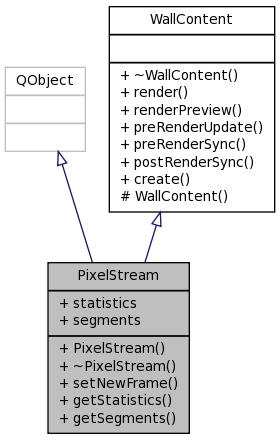 WallContent
+ ~WallContent()
+ render()
+ renderPreview()
+ preRenderUpdate()
+ preRenderSync()
+ postRenderSync()
+ create()
# WallContent()
QObject
PixelStream
+ statistics
+ segments
+ PixelStream()
+ ~PixelStream()
+ setNewFrame()
+ getStatistics()
+ getSegments()